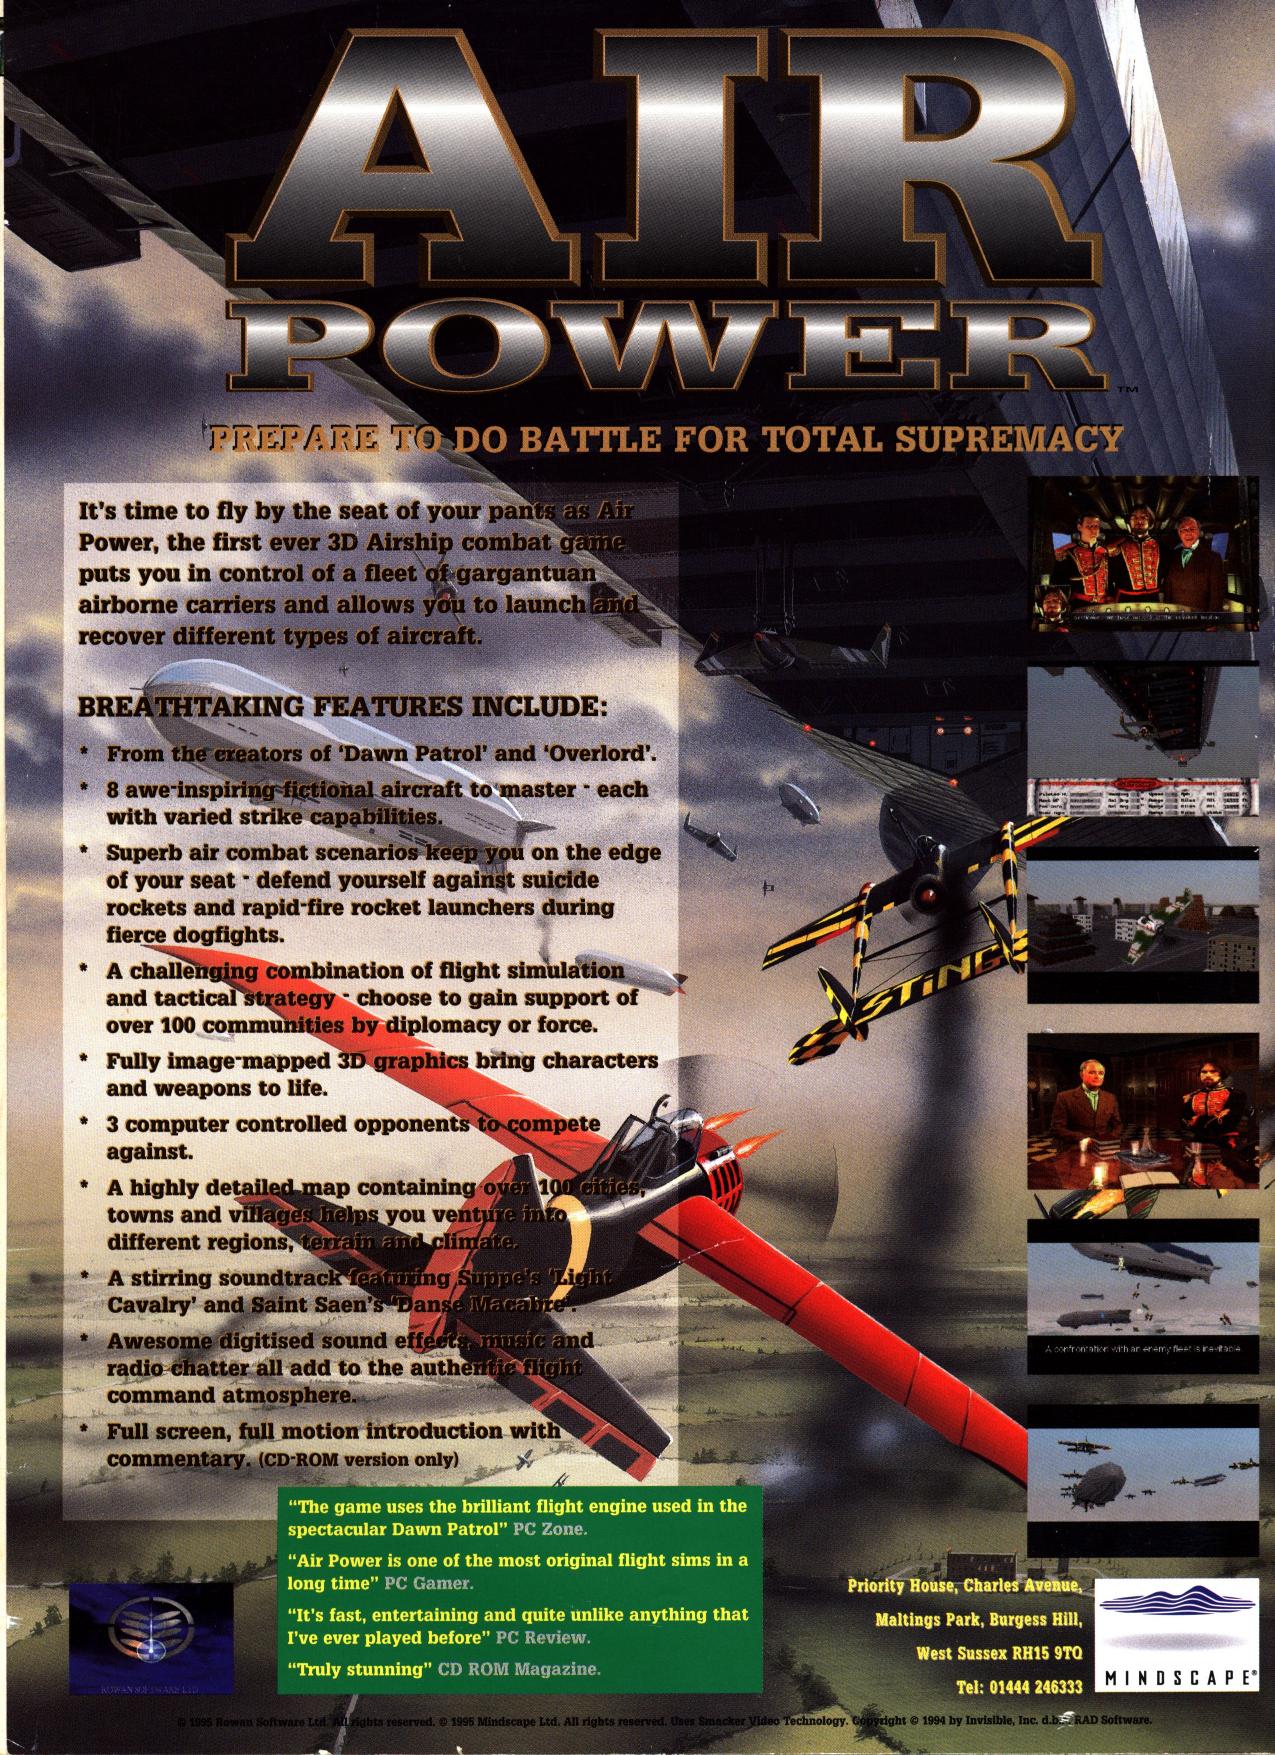 AIR
POWER™
PREPARE TO DO BATTLE FOR TOTAL SUPREMACY
It's time to fly by the seat of your pants as Air
Power, the first ever 3D Airship combat game
puts you in control of a fleet of gargantuan
airborne carriers and allows you to launch and
recover different types of aircraft.
BREATHTAKING FEATURES INCLUDE:
* From the creators of 'Dawn Patrol' and 'Overlord'.
* 8 awe-inspiring fictional aircraft to master - each
with varied strike capabilities.
* Superb air combat scenarios keep you on the edge
of your seat - defend yourself against suicide
rockets and rapid-fire rocket launchers during
fierce dogfights.
* A challenging combination of flight simulation
and tactical strategy - choose to gain support of
over 100 communities by diplomacy or force.
* Fully image-mapped 3D graphics bring characters
and weapons to life.
* 3 computer controlled opponents to compete
against.
* A highly detailed map containing over 100 cities,
towns and villages helps you venture into
different regions, terrain and climate.
* A stirring soundtrack featuring Suppe's 'Light
Cavalry' and Saint Saen's 'Danse Macabre'.
* Awesome digitised sound effects, music and
radio chatter all add to the authentic flight
command atmosphere.
* Full screen, full motion introduction with
commentary. (CD-ROM version only)
STING
A confrontation with an enemy fleet is inevitable.
"The game uses the brilliant flight engine used in the
spectacular Dawn Patrol" PC Zone.
"Air Power is one of the most original flight sims in a
long time" PC Gamer.
"It's fast, entertaining and quite unlike anything that
I've ever played before" PC Review.
"Truly stunning" CD ROM Magazine.
ROWAN SOFTWARE LTD
Priority House, Charles Avenue,
Maltings Park, Burgess Hill,
West Sussex RH15 9TQ
Tel: 01444 246333
MINDSCAPE®
© 1995 Rowan Software Ltd. All rights reserved. © 1995 Mindscape Ltd. All rights reserved. Uses Smacker Video Technology. Copyright © 1994 by Invisible, Inc. d.b.a RAD Software.